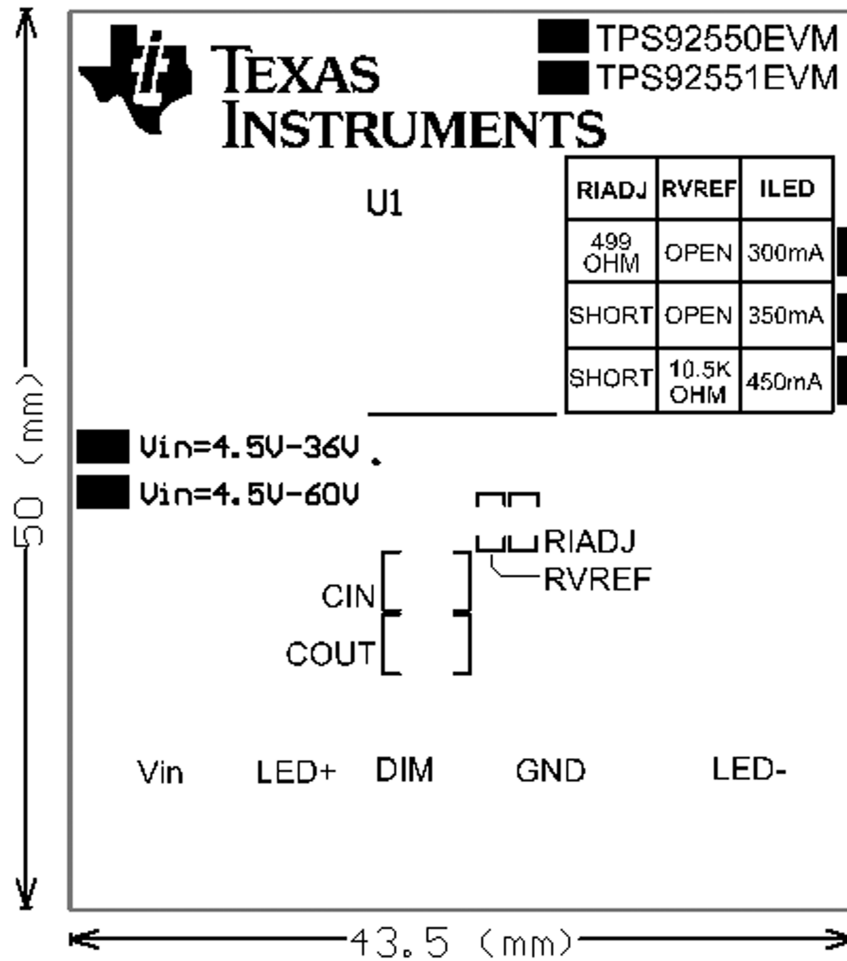 TEXAS
INSTRUMENTS
TPS92550EVM
TPS92551EVM
U1
RIADJ RVREF ILED
499 OHM OPEN 300mA
SHORT OPEN 350mA
SHORT 10.5K OHM 450mA
Vin=4.5V-36V
Vin=4.5V-60V
50 (mm)
RIADJ
RVREF
CIN
COUT
Vin LED+ DIM GND LED-
43.5 (mm)